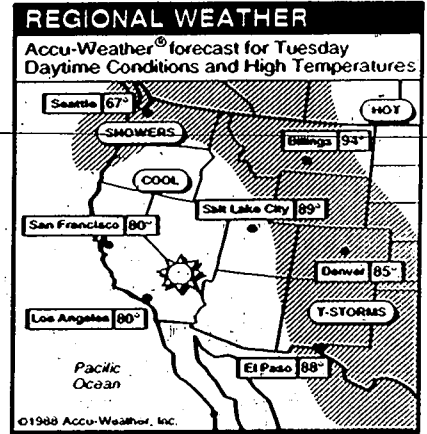 REGIONAL WEATHER
Accu-Weather® forecast for Tuesday
Daytime Conditions and High Temperatures
Seattle 67°
HOT
SHOWERS
Billings 94°
COOL
Salt Lake City 89°
San Francisco 80°
Denver 85°
Los Angeles 80°
T-STORMS
Pacific
Ocean
El Paso 88°
©1988 Accu-Weather, Inc.